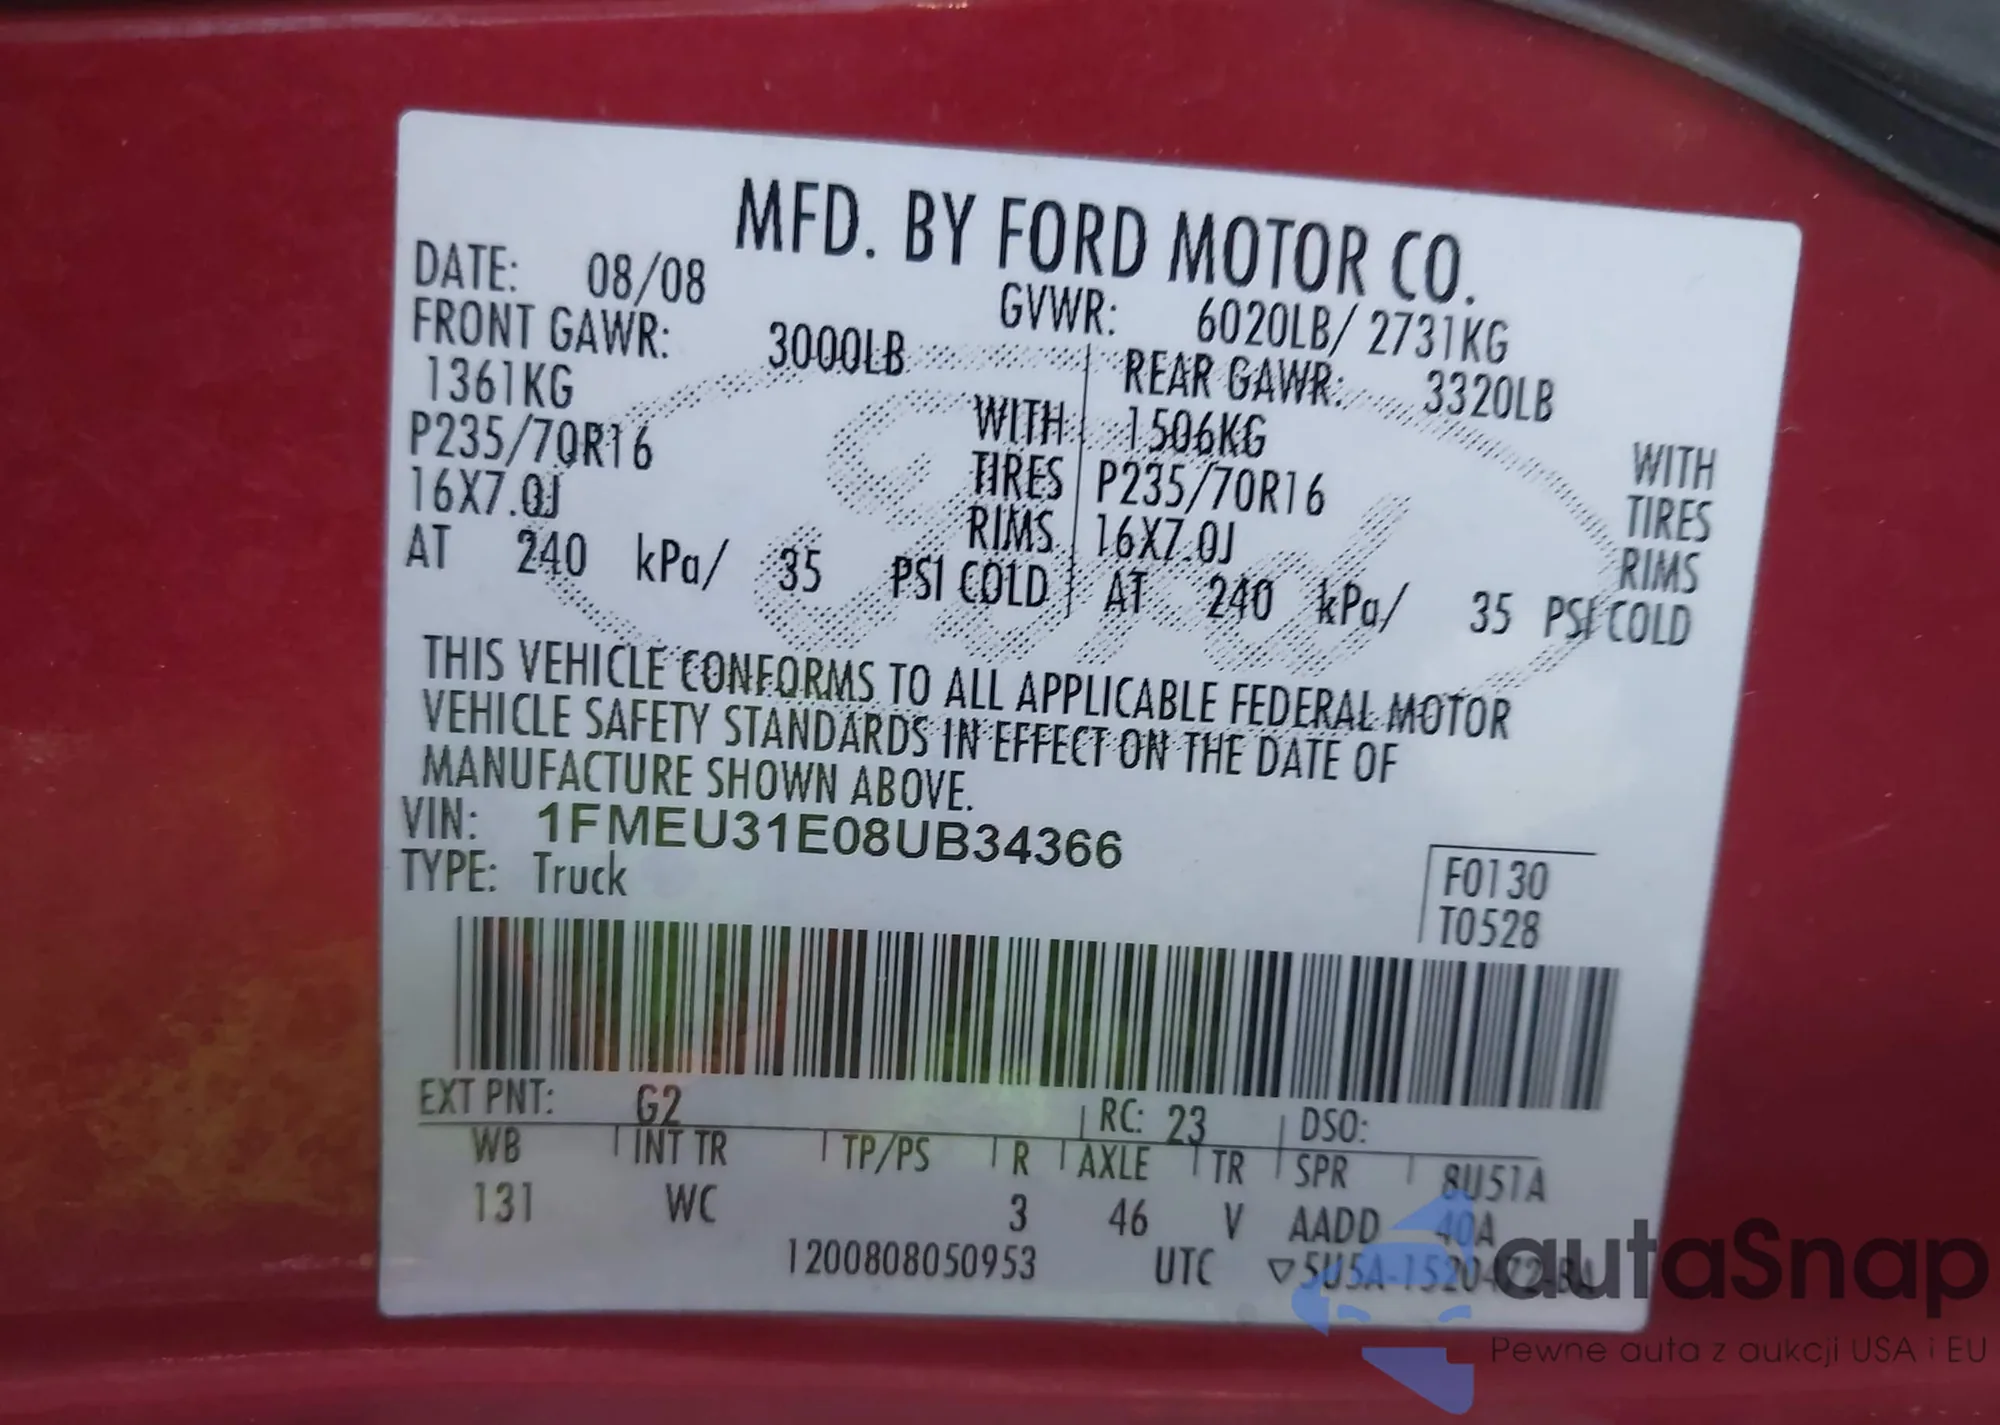 MFD. BY FORD MOTOR CO.
DATE: 08/08 GVWR: 6020LB/ 2731KG
FRONT GAWR: 3000LB REAR GAWR: 3320LB
1361KG WITH 1506KG WITH
P235/70R16 TIRES P235/70R16 TIRES
16X7.0J RIMS 16X7.0J RIMS
AT 240 kPa/ 35 PSI COLD AT 240 kPa/ 35 PSI COLD
THIS VEHICLE CONFORMS TO ALL APPLICABLE FEDERAL MOTOR
VEHICLE SAFETY STANDARDS IN EFFECT ON THE DATE OF
MANUFACTURE SHOWN ABOVE.
VIN: 1FMEU31E08UB34366
TYPE: Truck
F0130
T0528
EXT PNT: G2 RC: 23 DSO:
WB INT TR TP/PS R AXLE TR SPR 8U51A
131 WC 3 46 V AADD 40A
1200808050953 UTC ▽5U5A-1520472-BA
autaSnap
Pewne auta z aukcji USA i EU